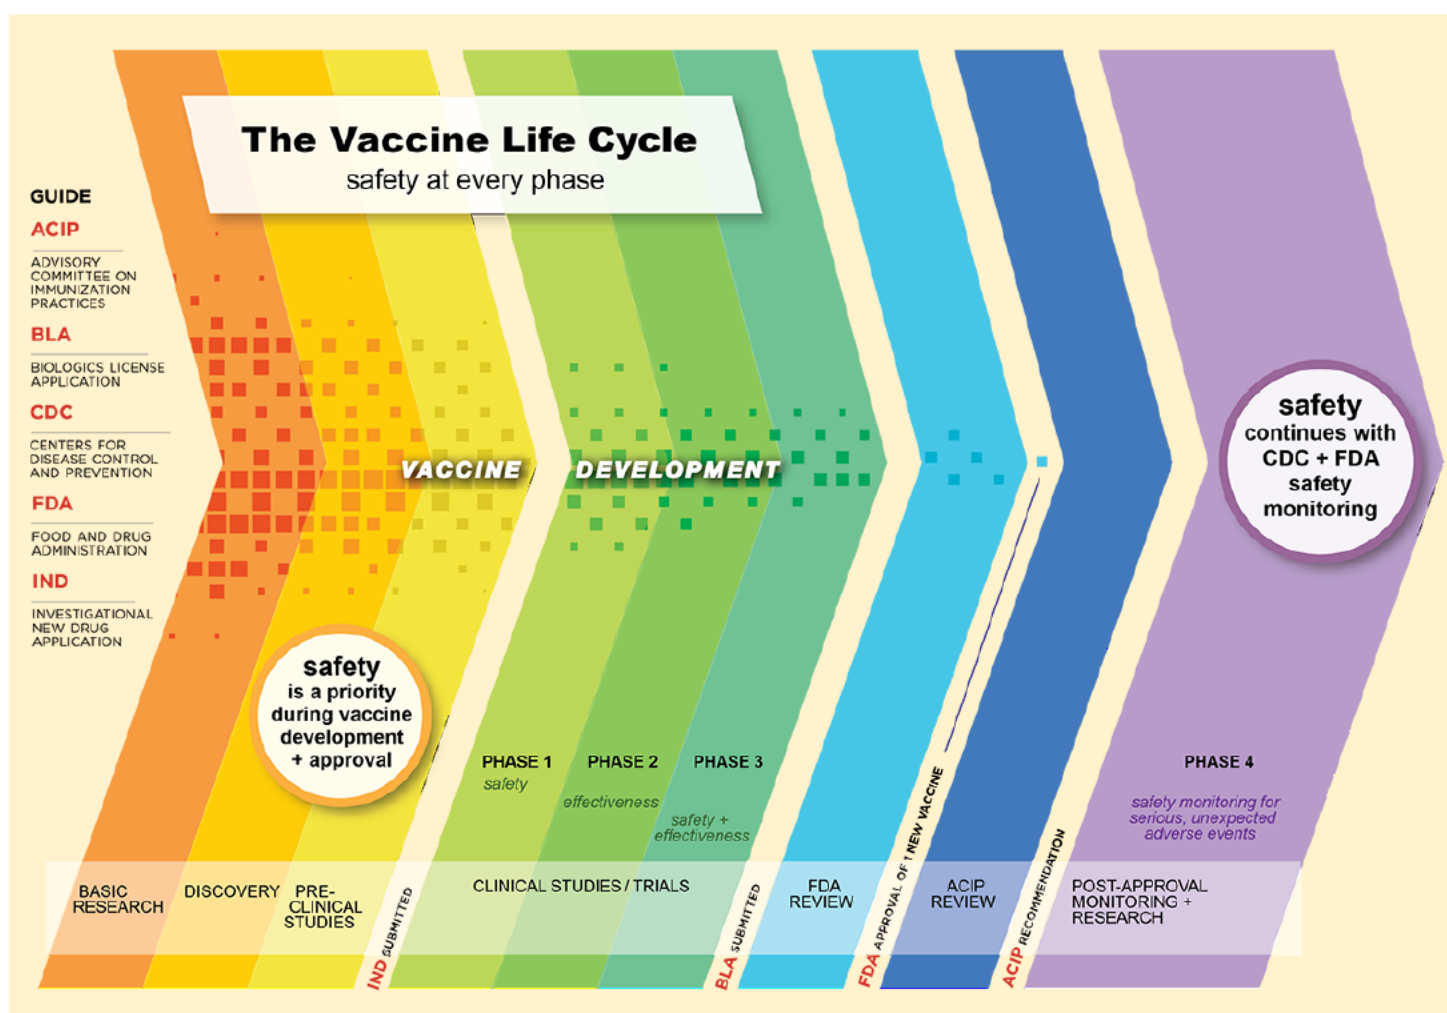 The Vaccine Life Cycle
safety at every phase
GUIDE
ACIP
ADVISORY
COMMITTEE ON
IMMUNIZATION
PRACTICES
BLA
BIOLOGICS LICENSE
APPLICATION
CDC
CENTERS FOR
DISEASE CONTROL
AND PREVENTION
FDA
FOOD AND DRUG
ADMINISTRATION
IND
INVESTIGATIONAL
NEW DRUG
APPLICATION
VACCINE DEVELOPMENT
safety
continues with
CDC + FDA
safety
monitoring
safety
is a priority
during vaccine
development
+ approval
PHASE 1
safety
PHASE 2
effectiveness
PHASE 3
safety +
effectiveness
PHASE 4
safety monitoring for
serious, unexpected
adverse events
BASIC
RESEARCH
DISCOVERY
PRE-
CLINICAL
STUDIES
IND SUBMITTED
CLINICAL STUDIES / TRIALS
BLA SUBMITTED
FDA
REVIEW
FDA APPROVAL OF 1 NEW VACCINE
ACIP
REVIEW
ACIP RECOMMENDATION
POST-APPROVAL
MONITORING +
RESEARCH